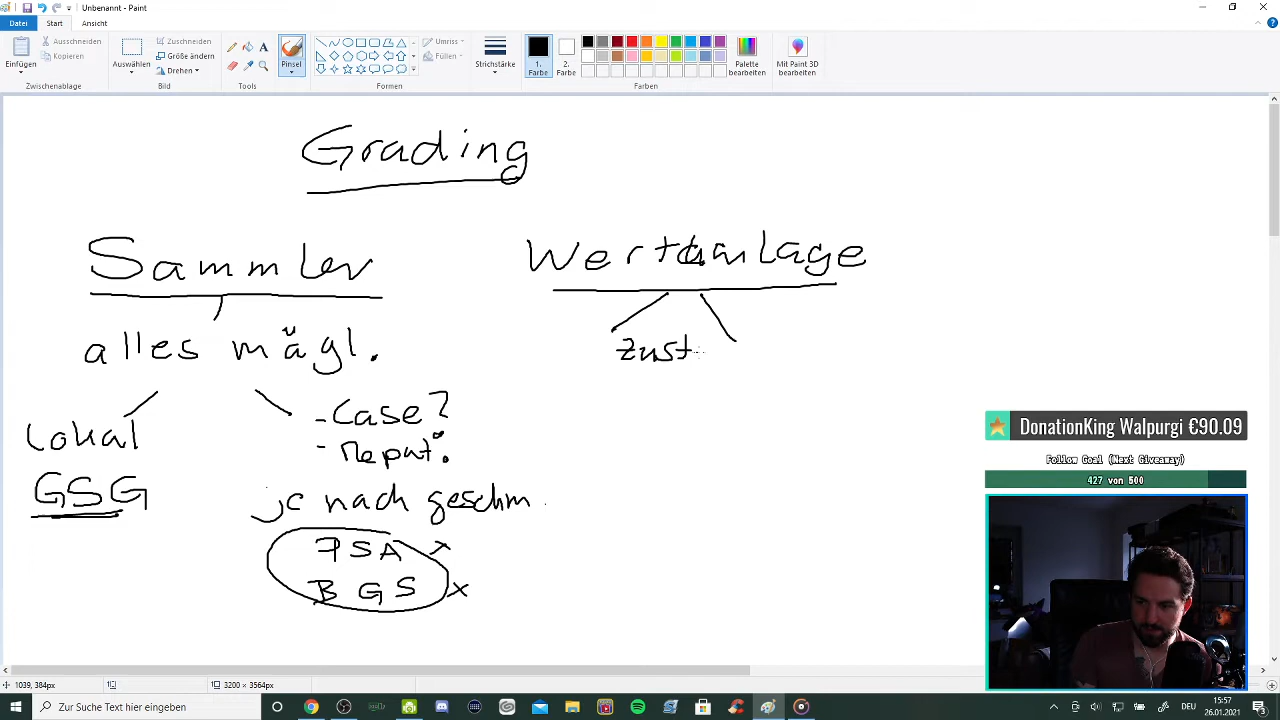 Unbenannt - Paint
Datei Start Ansicht
Einfügen Ausschneiden Kopieren
Zwischenablage
Auswählen Zuschneiden Größe ändern Drehen
Bild
Tools
Pinsel
Umriss Füllen
Formen
Strichstärke
1. Farbe 2. Farbe
Palette bearbeiten
Farben
Mit Paint 3D bearbeiten
Grading
Sammler Wertanlage
alles mögl. Zust
- Case?
- Reput.
Lokal
GSG
je nach geschm.
PSA
BGS x
DonationKing Walpurgi €90.09
Follow Goal (Next Giveaway)
427 von 500
1039, 384px 3200 × 3564px
Zur Suche Text hier eingeben
DEU
15:57
26.01.2021